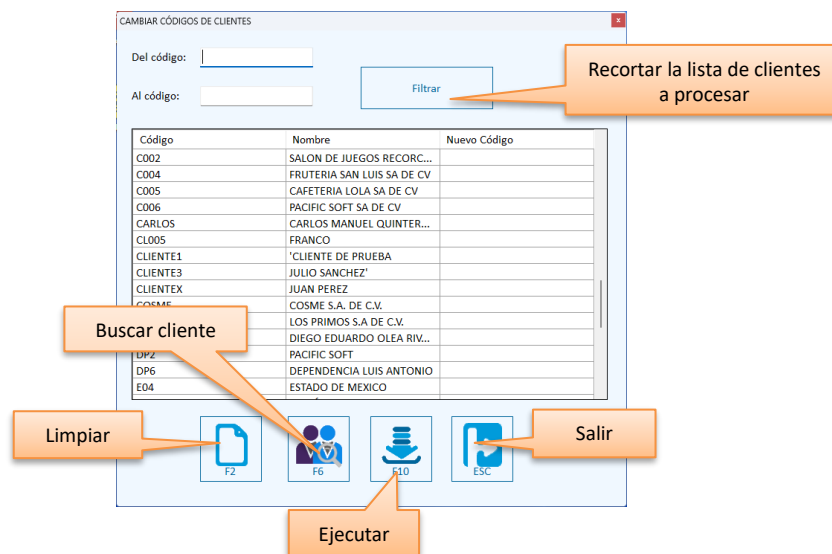 CAMBIAR CÓDIGOS DE CLIENTES
x
Del código:
Al código:
Filtrar
Recortar la lista de clientes
a procesar
Código Nombre Nuevo Código
C002 SALON DE JUEGOS RECORC...
C004 FRUTERIA SAN LUIS SA DE CV
C005 CAFETERIA LOLA SA DE CV
C006 PACIFIC SOFT SA DE CV
CARLOS CARLOS MANUEL QUINTER...
CL005 FRANCO
CLIENTE1 'CLIENTE DE PRUEBA
CLIENTE3 JULIO SANCHEZ'
CLIENTEX JUAN PEREZ
COSME COSME S.A. DE C.V.
LOS PRIMOS S.A DE C.V.
Buscar cliente
DIEGO EDUARDO OLEA RIV...
DP2 PACIFIC SOFT
DP6 DEPENDENCIA LUIS ANTONIO
E04 ESTADO DE MEXICO
Limpiar
F2
F6
F10
ESC
Salir
Ejecutar